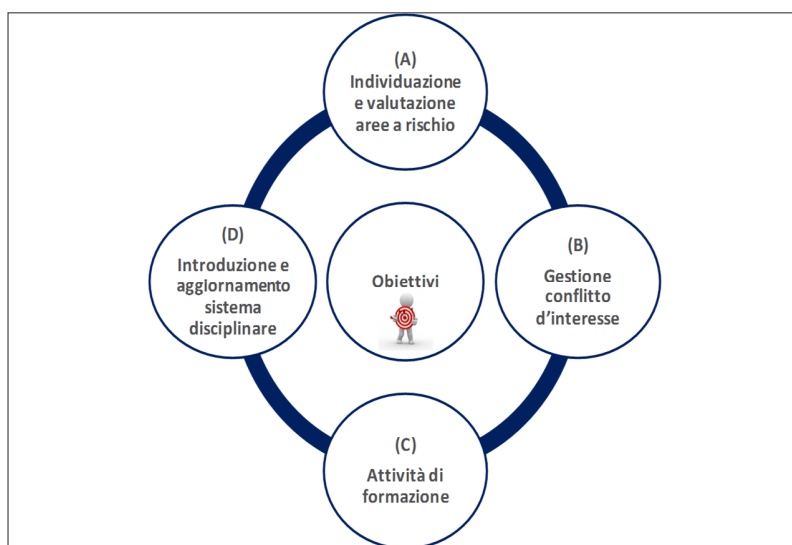 (A)
Individuazione
e valutazione
aree a rischio
(D)
Introduzione e
aggiornamento
sistema
disciplinare
Obiettivi
(B)
Gestione
conflitto
d'interesse
(C)
Attività di
formazione